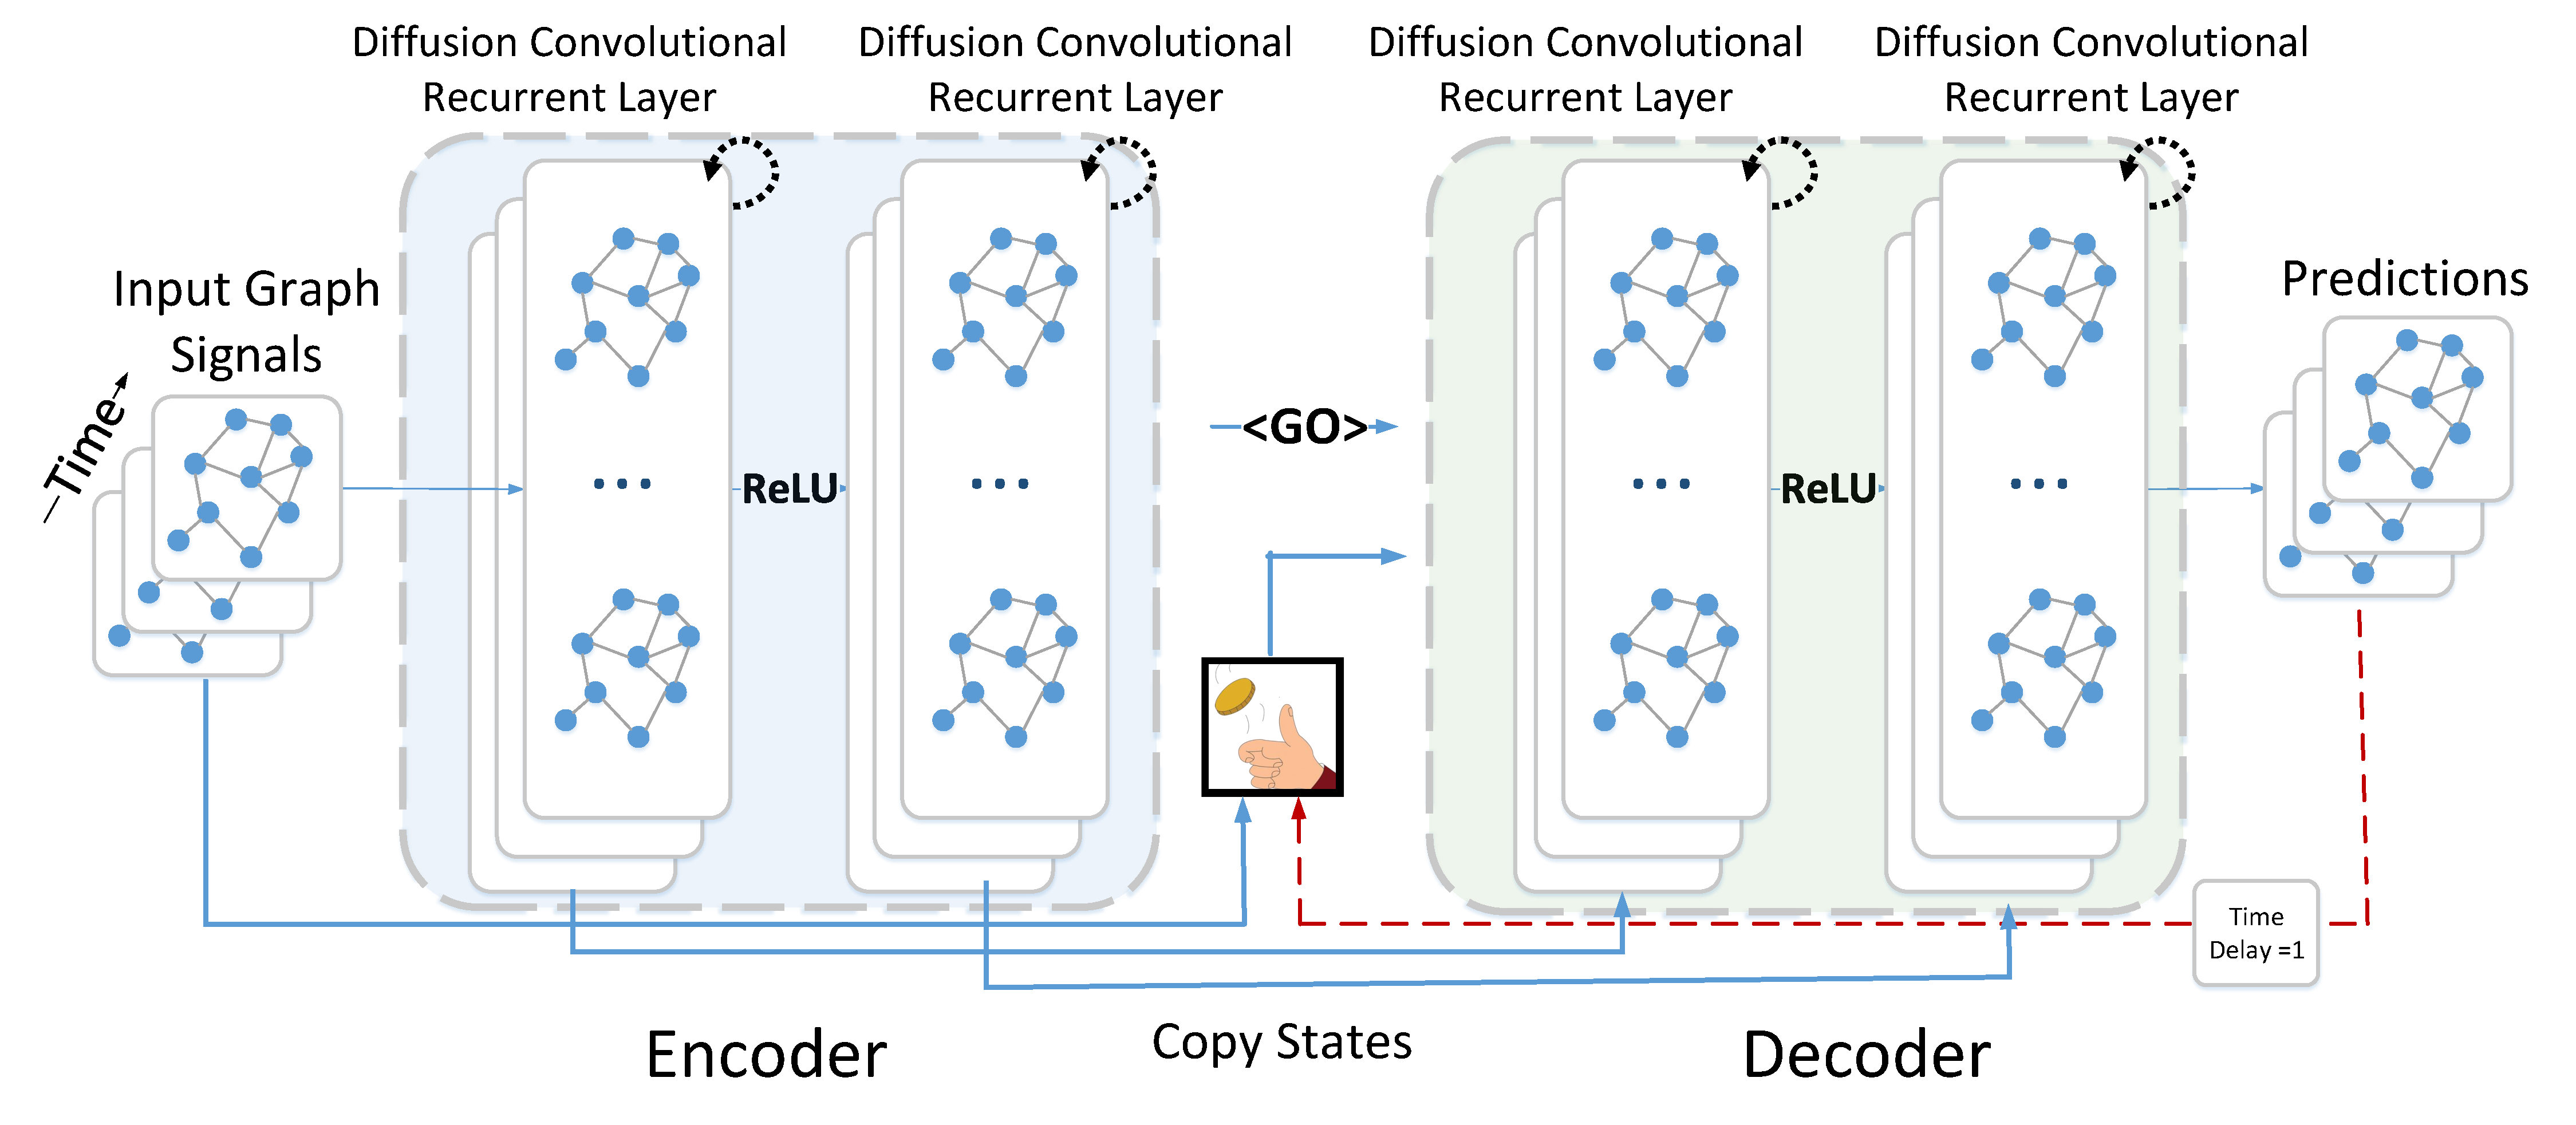 Diffusion Convolutional
Recurrent Layer
Diffusion Convolutional
Recurrent Layer
Diffusion Convolutional
Recurrent Layer
Diffusion Convolutional
Recurrent Layer
Input Graph
Signals
Time
ReLU
<GO>
ReLU
Predictions
Time
Delay =1
Copy States
Encoder
Decoder